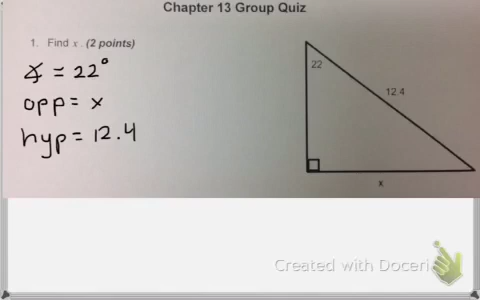 Chapter 13 Group Quiz
1. Find x. (2 points)
∡ = 22°
opp = x
hyp = 12.4
22
12.4
x
Created with Doceri